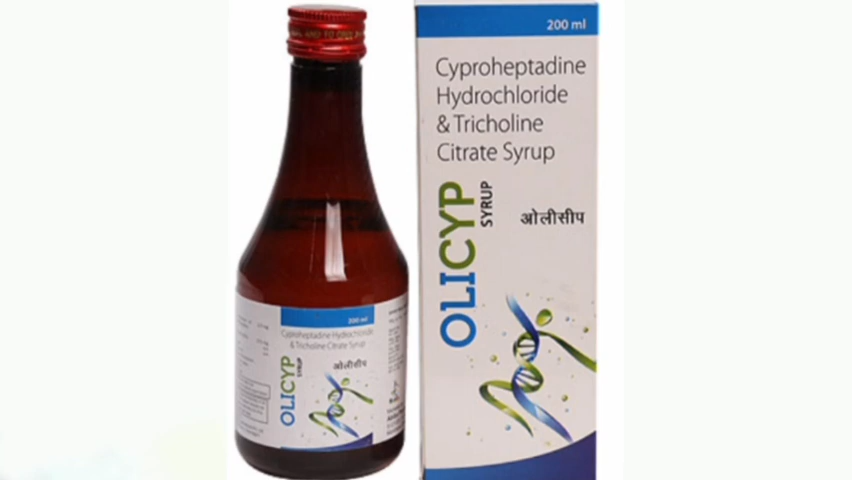 200 ml
Cyproheptadine
Hydrochloride
& Tricholine
Citrate Syrup
OLICYP
SYRUP
ओलीसीप
200 ml
Cyproheptadine Hydrochloride
& Tricholine Citrate Syrup
OLICYP
SYRUP
ओलीसीप